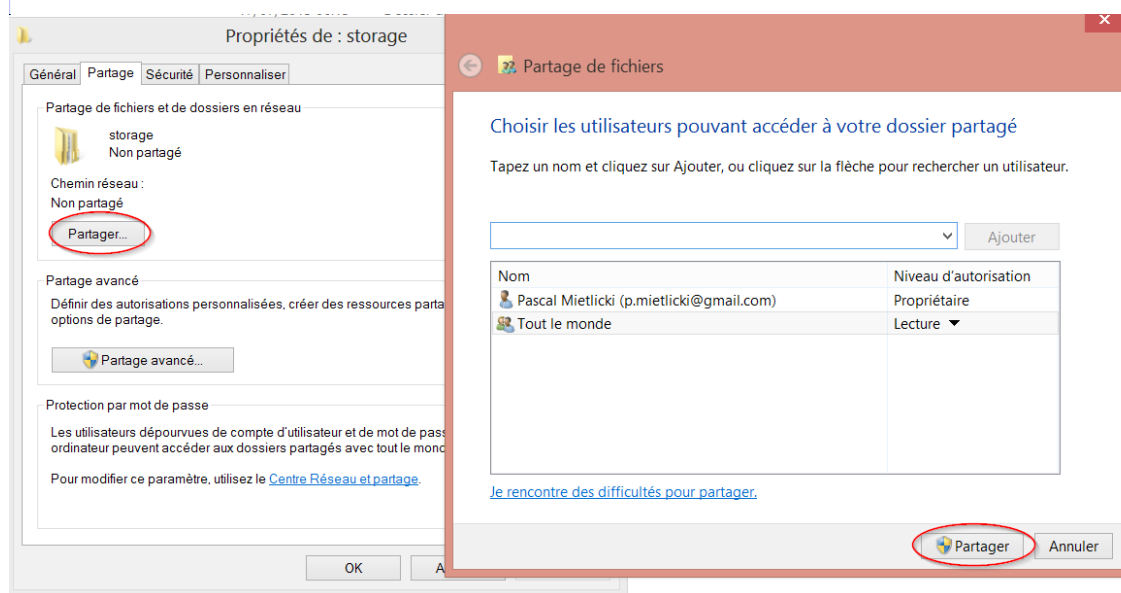 Propriétés de : storage
Général
Partage
Sécurité
Personnaliser
Partage de fichiers et de dossiers en réseau
storage
Non partagé
Chemin réseau :
Non partagé
Partager...
Partage avancé
Définir des autorisations personnalisées, créer des ressources parta
options de partage.
Partage avancé...
Protection par mot de passe
Les utilisateurs dépourvues de compte d'utilisateur et de mot de pass
ordinateur peuvent accéder aux dossiers partagés avec tout le mond
Pour modifier ce paramètre, utilisez le Centre Réseau et partage.
OK
A
Partage de fichiers
Choisir les utilisateurs pouvant accéder à votre dossier partagé
Tapez un nom et cliquez sur Ajouter, ou cliquez sur la flèche pour rechercher un utilisateur.
Ajouter
Nom Niveau d'autorisation
Pascal Mietlicki (p.mietlicki@gmail.com) Propriétaire
Tout le monde Lecture
Je rencontre des difficultés pour partager.
Partager Annuler